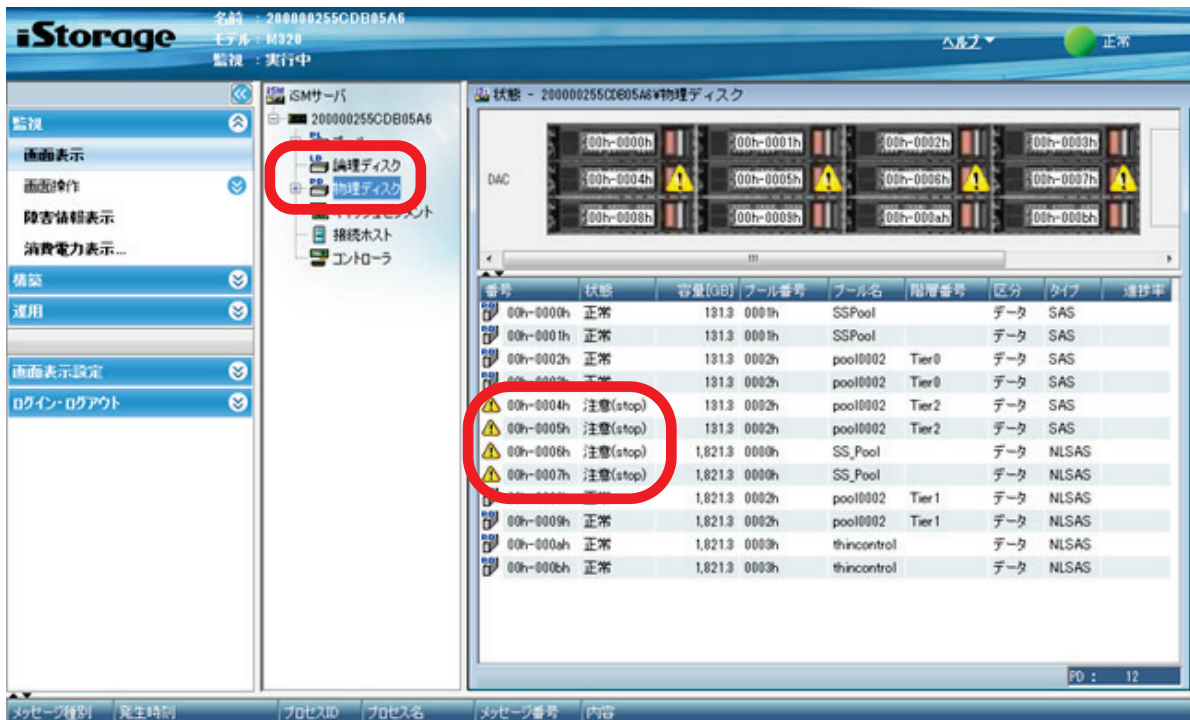 iStorage
名前 : 200000255CDB05A6
モデル : M320
監視 : 実行中
ヘルプ
正常
監視
画面表示
画面操作
障害情報表示
消費電力表示...
構築
運用
画面表示設定
ログイン・ログアウト
iSMサーバ
200000255CDB05A6
論理ディスク
物理ディスク
接続ホスト
コントローラ
状態 - 200000255CDB05A6¥物理ディスク
DAC
00h-0000h 00h-0001h 00h-0002h 00h-0003h
00h-0004h 00h-0005h 00h-0006h 00h-0007h
00h-0008h 00h-0009h 00h-000ah 00h-000bh
番号 状態 容量[GB] プール番号 プール名 階層番号 区分 タイプ 進捗率
00h-0000h 正常 131.3 0001h SSPool データ SAS
00h-0001h 正常 131.3 0001h SSPool データ SAS
00h-0002h 正常 131.3 0002h pool0002 Tier0 データ SAS
131.3 0002h pool0002 Tier0 データ SAS
00h-0004h 注意(stop) 131.3 0002h pool0002 Tier2 データ SAS
00h-0005h 注意(stop) 131.3 0002h pool0002 Tier2 データ SAS
00h-0006h 注意(stop) 1,821.3 0000h SS_Pool データ NLSAS
00h-0007h 注意(stop) 1,821.3 0000h SS_Pool データ NLSAS
1,821.3 0002h pool0002 Tier1 データ NLSAS
00h-0009h 正常 1,821.3 0002h pool0002 Tier1 データ NLSAS
00h-000ah 正常 1,821.3 0003h thincontrol データ NLSAS
00h-000bh 正常 1,821.3 0003h thincontrol データ NLSAS
PD : 12
メッセージ種別 発生時刻 プロセスID プロセス名 メッセージ番号 内容